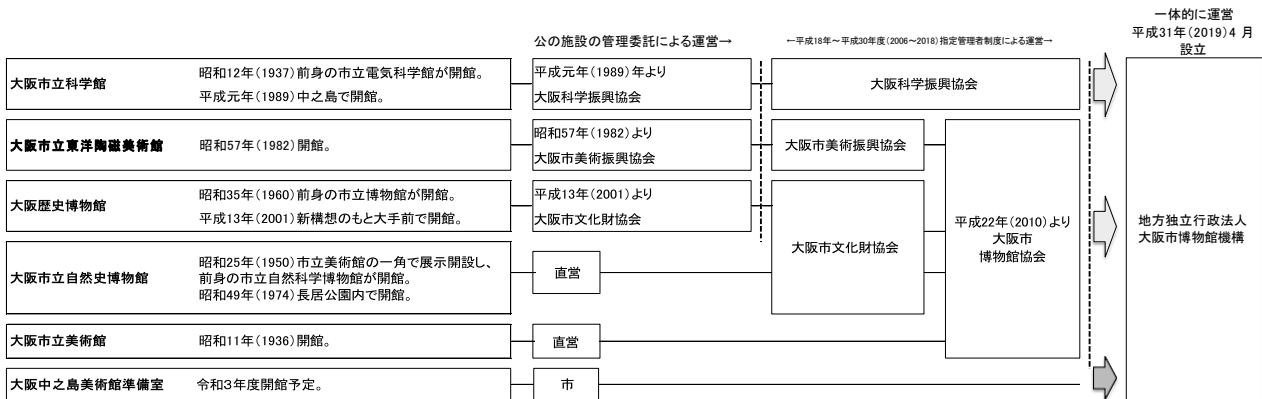 一体的に運営
平成31年(2019)4 月
設立
公の施設の管理委託による運営→
←平成18年～平成30年度(2006～2018)指定管理者制度による運営→
大阪市立科学館
昭和12年(1937)前身の市立電気科学館が開館。
平成元年(1989)中之島で開館。
平成元年(1989)年より
大阪科学振興協会
大阪科学振興協会
大阪市立東洋陶磁美術館
昭和57年(1982)開館。
昭和57年(1982)より
大阪市美術振興協会
大阪市美術振興協会
大阪歴史博物館
昭和35年(1960)前身の市立博物館が開館。
平成13年(2001)新構想のもと大手前で開館。
平成13年(2001)より
大阪市文化財協会
大阪市文化財協会
平成22年(2010)より
大阪市
博物館協会
地方独立行政法人
大阪市博物館機構
大阪市立自然史博物館
昭和25年(1950)市立美術館の一角で展示開設し、
前身の市立自然科学博物館が開館。
昭和49年(1974)長居公園内で開館。
直営
大阪市立美術館
昭和11年(1936)開館。
直営
大阪中之島美術館準備室
令和3年度開館予定。
市